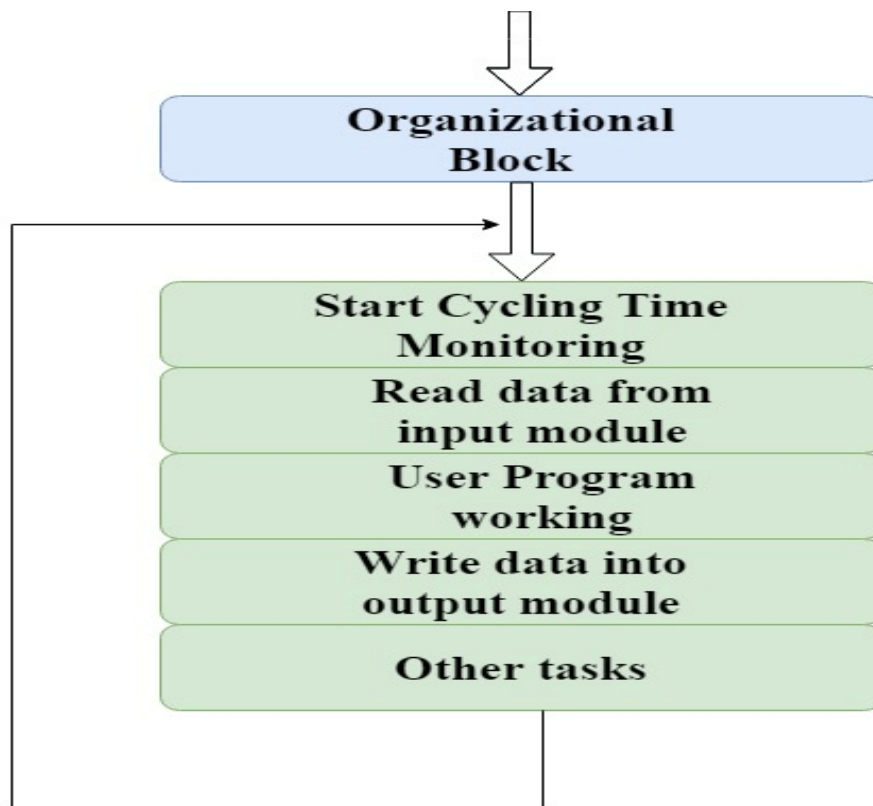 Organizational
Block
Start Cycling Time
Monitoring
Read data from
input module
User Program
working
Write data into
output module
Other tasks